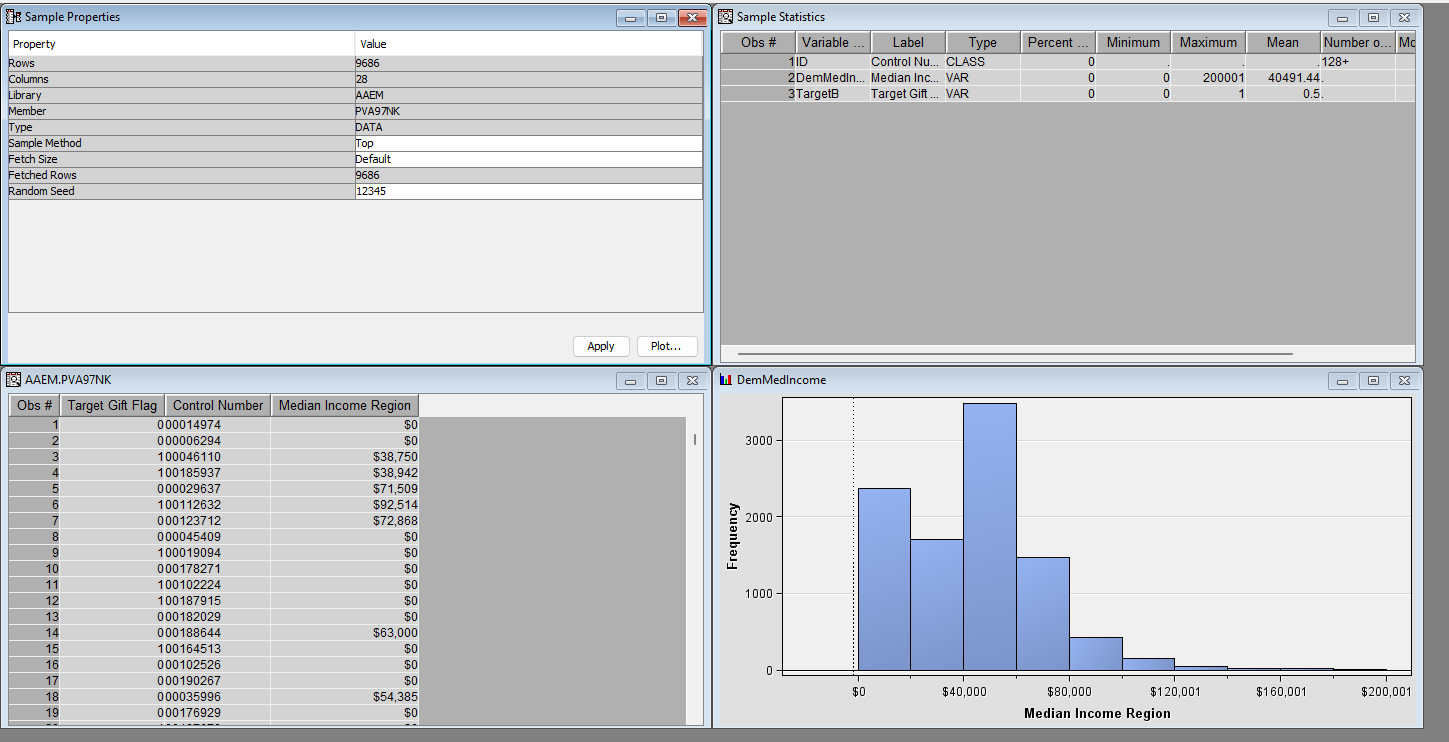 Sample Properties
Property Value
Rows 9686
Columns 28
Library AAEM
Member PVA97NK
Type DATA
Sample Method Top
Fetch Size Default
Fetched Rows 9686
Random Seed 12345
Apply Plot...
Sample Statistics
Obs # Variable ... Label Type Percent ... Minimum Maximum Mean Number o... Mo
1 ID Control Nu... CLASS 0 . . . 128+
2 DemMedIn... Median Inc... VAR 0 0 200001 40491.44 .
3 TargetB Target Gift ... VAR 0 0 1 0.5 .
AAEM.PVA97NK
Obs # Target Gift Flag Control Number Median Income Region
1 0 00014974 $0
2 0 00006294 $0
3 1 00046110 $38,750
4 1 00185937 $38,942
5 0 00029637 $71,509
6 1 00112632 $92,514
7 0 00123712 $72,868
8 0 00045409 $0
9 1 00019094 $0
10 0 00178271 $0
11 1 00102224 $0
12 1 00187915 $0
13 0 00182029 $0
14 0 00188644 $63,000
15 1 00164513 $0
16 0 00102526 $0
17 0 00190267 $0
18 0 00035996 $54,385
19 0 00176929 $0
DemMedIncome
Frequency
3000
2000
1000
0
$0 $40,000 $80,000 $120,001 $160,001 $200,001
Median Income Region